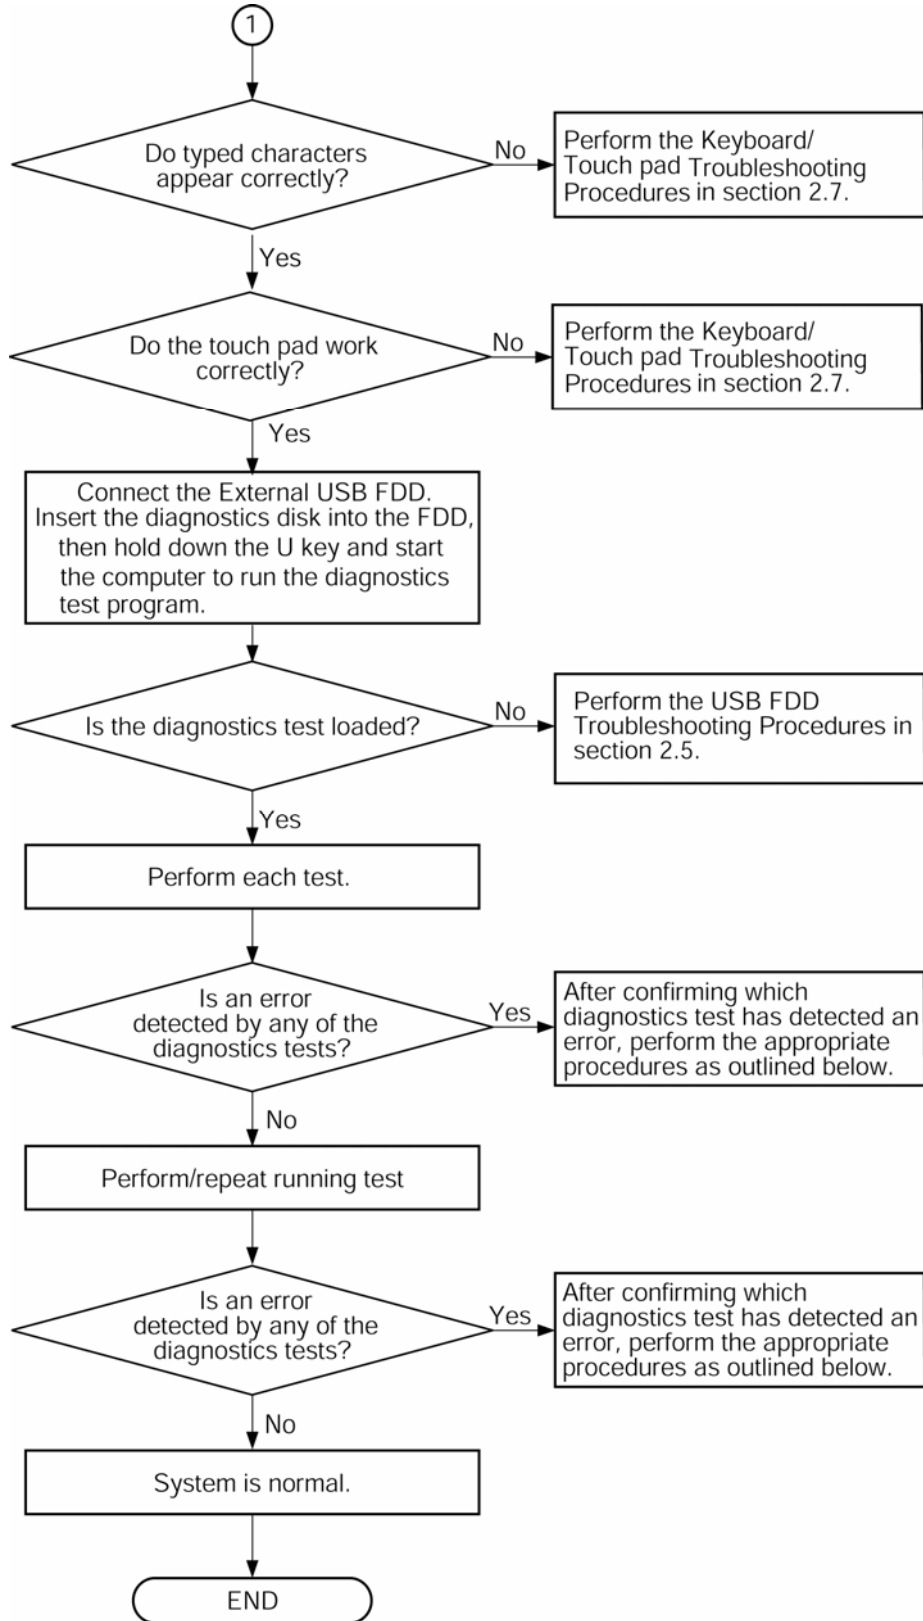 1
Do typed characters
appear correctly?
No
Perform the Keyboard/
Touch pad Troubleshooting
Procedures in section 2.7.
Yes
Do the touch pad work
correctly?
No
Perform the Keyboard/
Touch pad Troubleshooting
Procedures in section 2.7.
Yes
Connect the External USB FDD.
Insert the diagnostics disk into the FDD,
then hold down the U key and start
the computer to run the diagnostics
test program.
Is the diagnostics test loaded?
No
Perform the USB FDD
Troubleshooting Procedures in
section 2.5.
Yes
Perform each test.
Is an error
detected by any of the
diagnostics tests?
Yes
After confirming which
diagnostics test has detected an
error, perform the appropriate
procedures as outlined below.
No
Perform/repeat running test
Is an error
detected by any of the
diagnostics tests?
Yes
After confirming which
diagnostics test has detected an
error, perform the appropriate
procedures as outlined below.
No
System is normal.
END